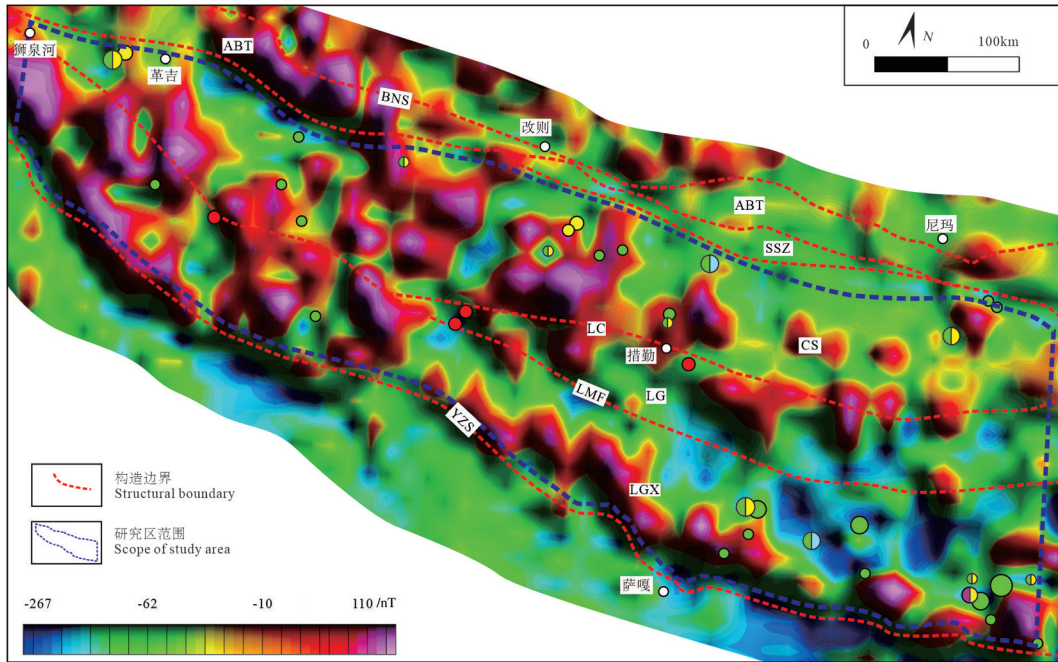 狮泉河
革吉
ABT
BNS
改则
N
0
100km
ABT
尼玛
SSZ
LC
措勤
CS
LMF
LG
YZS
LGX
萨嘎
构造边界
Structural boundary
研究区范围
Scope of study area
-267
-62
-10
110 /nT